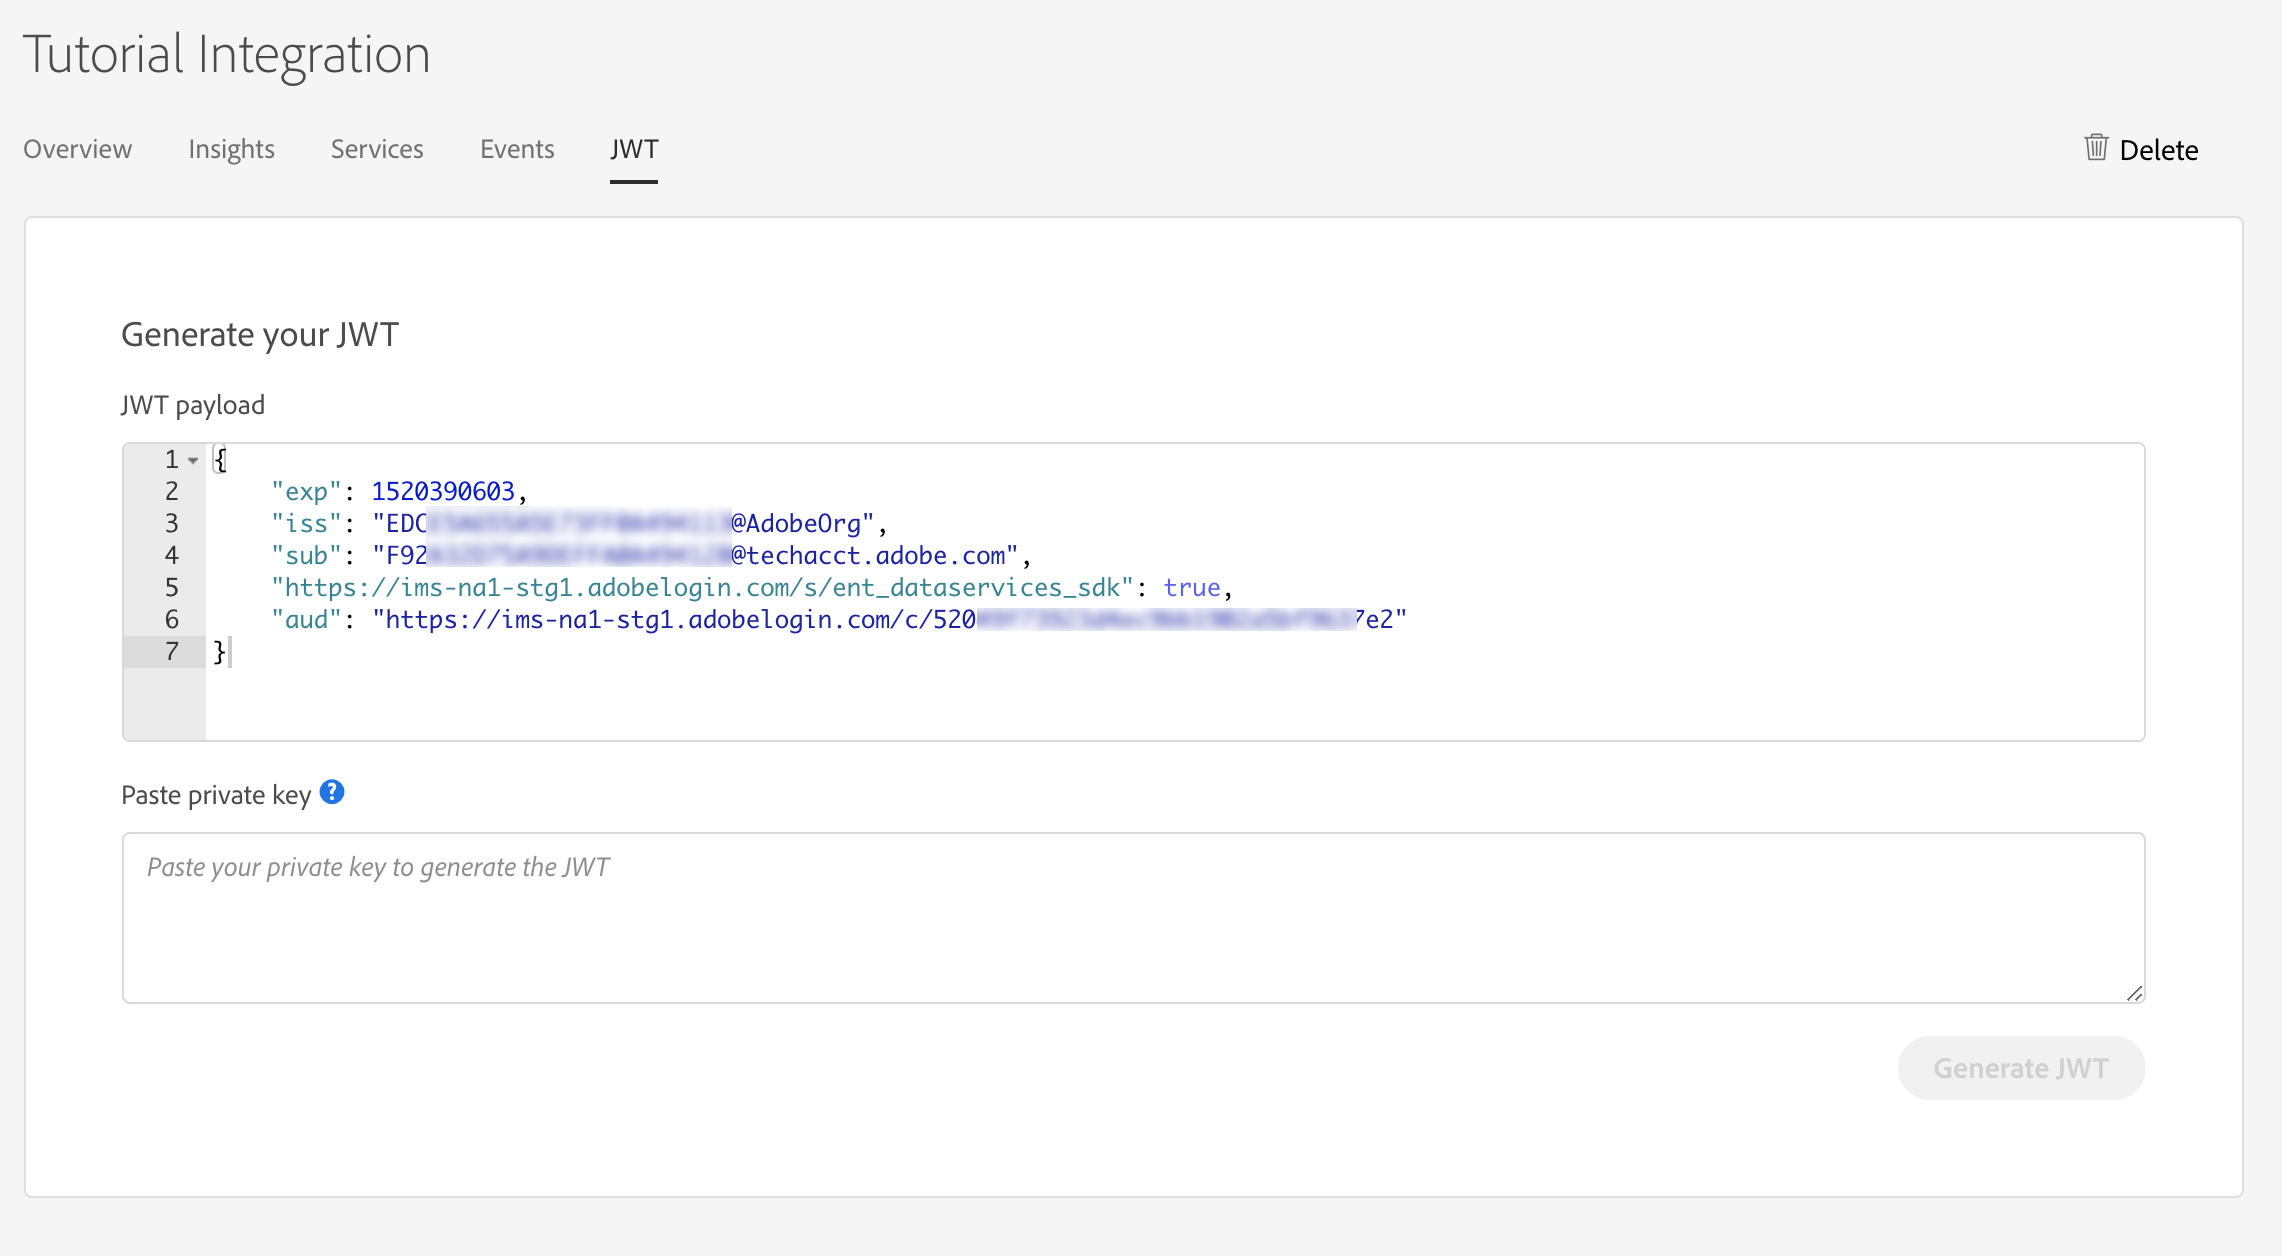 Tutorial Integration
Overview Insights Services Events JWT Delete
Generate your JWT
JWT payload
1 {
2 "exp": 1520390603,
3 "iss": "EDC @AdobeOrg",
4 "sub": "F92 @techacct.adobe.com",
5 "https://ims-na1-stg1.adobelogin.com/s/ent_dataservices_sdk": true,
6 "aud": "https://ims-na1-stg1.adobelogin.com/c/520 7e2"
7 }
Paste private key ?
Paste your private key to generate the JWT
Generate JWT